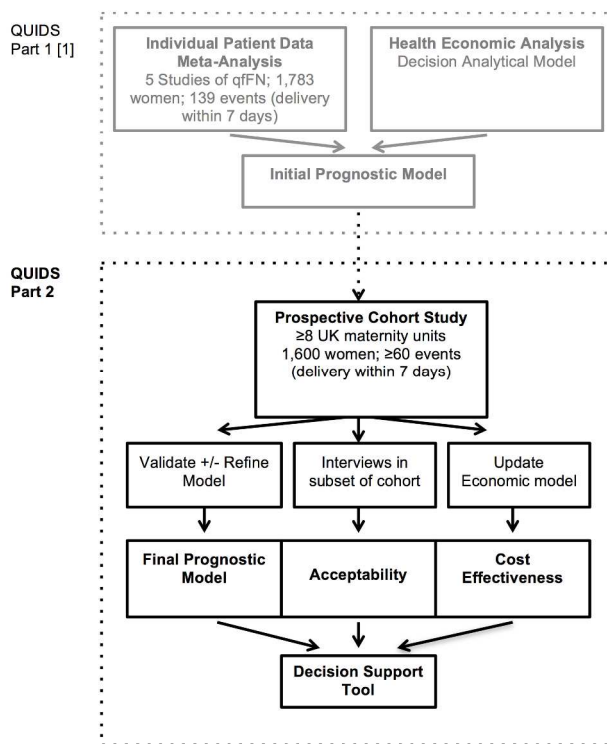 QUIDS
Part 1 [1]
Individual Patient Data
Meta-Analysis
5 Studies of qfFN; 1,783
women; 139 events (delivery
within 7 days)
Health Economic Analysis
Decision Analytical Model
Initial Prognostic Model
QUIDS
Part 2
Prospective Cohort Study
≥8 UK maternity units
1,600 women; ≥60 events
(delivery within 7 days)
Validate +/- Refine
Model
Interviews in
subset of cohort
Update
Economic model
Final Prognostic
Model
Acceptability
Cost
Effectiveness
Decision Support
Tool